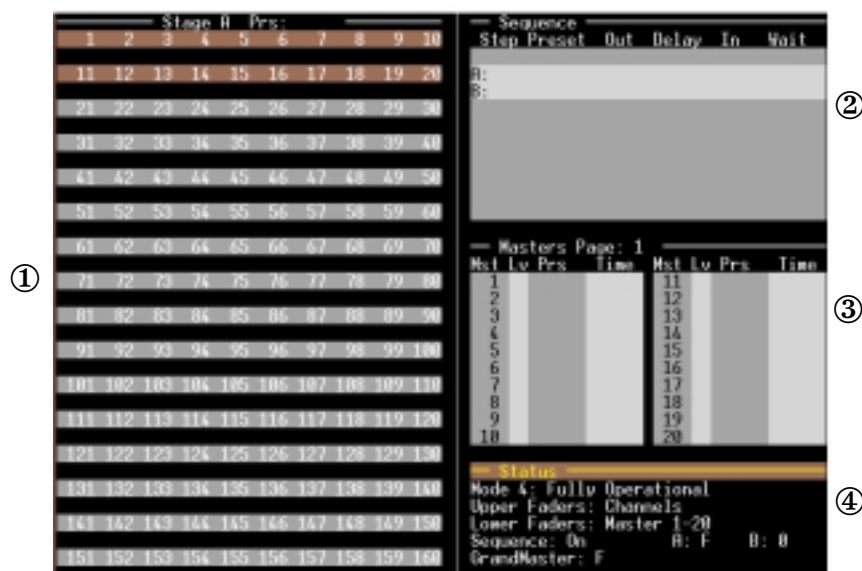 Stage A Prs:
1 2 3 4 5 6 7 8 9 10
11 12 13 14 15 16 17 18 19 20
21 22 23 24 25 26 27 28 29 30
31 32 33 34 35 36 37 38 39 40
41 42 43 44 45 46 47 48 49 50
51 52 53 54 55 56 57 58 59 60
61 62 63 64 65 66 67 68 69 70
71 72 73 74 75 76 77 78 79 80
81 82 83 84 85 86 87 88 89 90
91 92 93 94 95 96 97 98 99 100
101 102 103 104 105 106 107 108 109 110
111 112 113 114 115 116 117 118 119 120
121 122 123 124 125 126 127 128 129 130
131 132 133 134 135 136 137 138 139 140
141 142 143 144 145 146 147 148 149 150
151 152 153 154 155 156 157 158 159 160
①
Sequence
Step Preset Out Delay In Wait
A:
B:
②
Masters Page: 1
Mst Lv Prs Time Mst Lv Prs Time
1 11
2 12
3 13
4 14
5 15
6 16
7 17
8 18
9 19
10 20
③
Status
Mode 4: Fully Operational
Upper Faders: Channels
Lower Faders: Master 1-20
Sequence: On A: F B: 0
GrandMaster: F
④